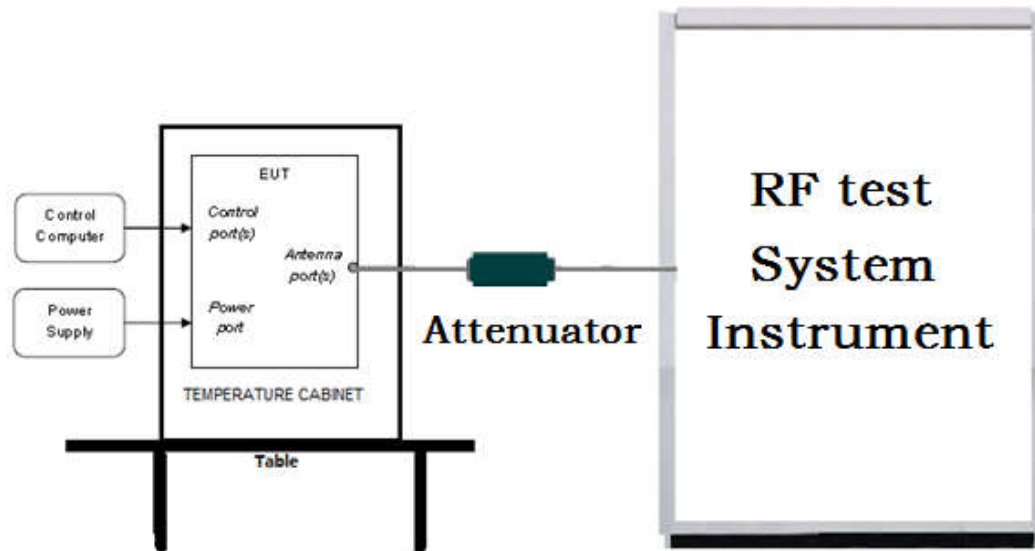 EUT
Control
Computer
Control
port(s)
Antenna
port(s)
Power
Supply
Power
port
TEMPERATURE CABINET
Table
Attenuator
RF test
System
Instrument